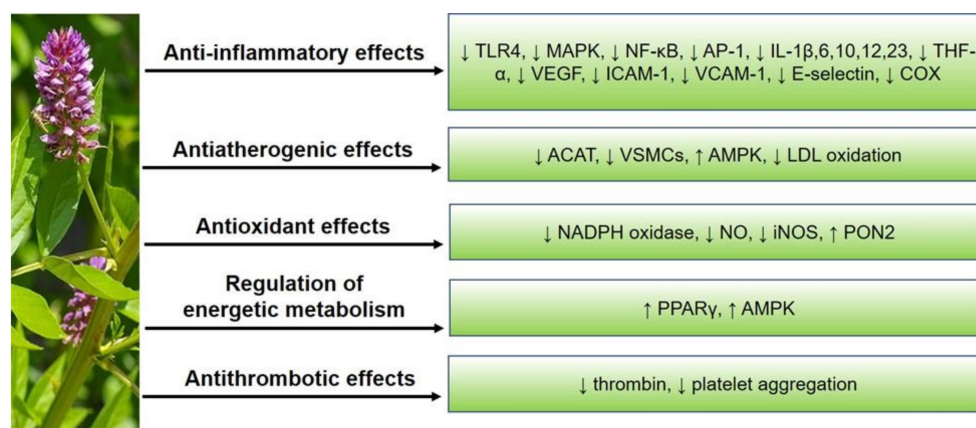 Anti-inflammatory effects
↓ TLR4, ↓ MAPK, ↓ NF-κB, ↓ AP-1, ↓ IL-1β,6,10,12,23, ↓ THF-
α, ↓ VEGF, ↓ ICAM-1, ↓ VCAM-1, ↓ E-selectin, ↓ COX
Antiatherogenic effects
↓ ACAT, ↓ VSMCs, ↑ AMPK, ↓ LDL oxidation
Antioxidant effects
↓ NADPH oxidase, ↓ NO, ↓ iNOS, ↑ PON2
Regulation of
energetic metabolism
↑ PPARγ, ↑ AMPK
Antithrombotic effects
↓ thrombin, ↓ platelet aggregation